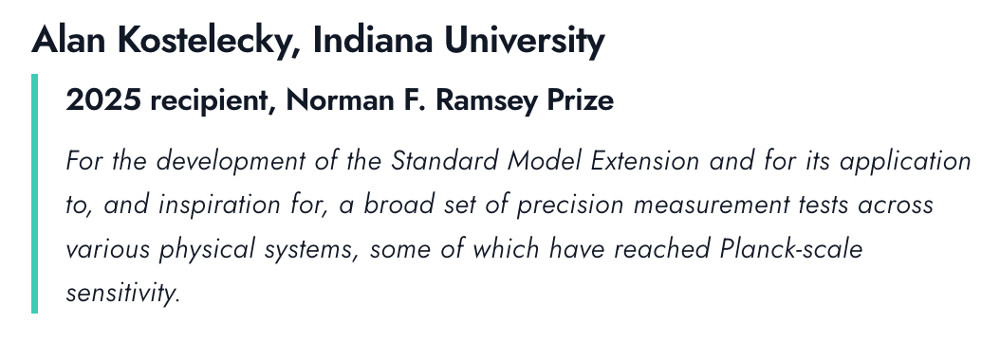 Alan Kostelecky, Indiana University
2025 recipient, Norman F. Ramsey Prize
For the development of the Standard Model Extension and for its application
to, and inspiration for, a broad set of precision measurement tests across
various physical systems, some of which have reached Planck-scale
sensitivity.